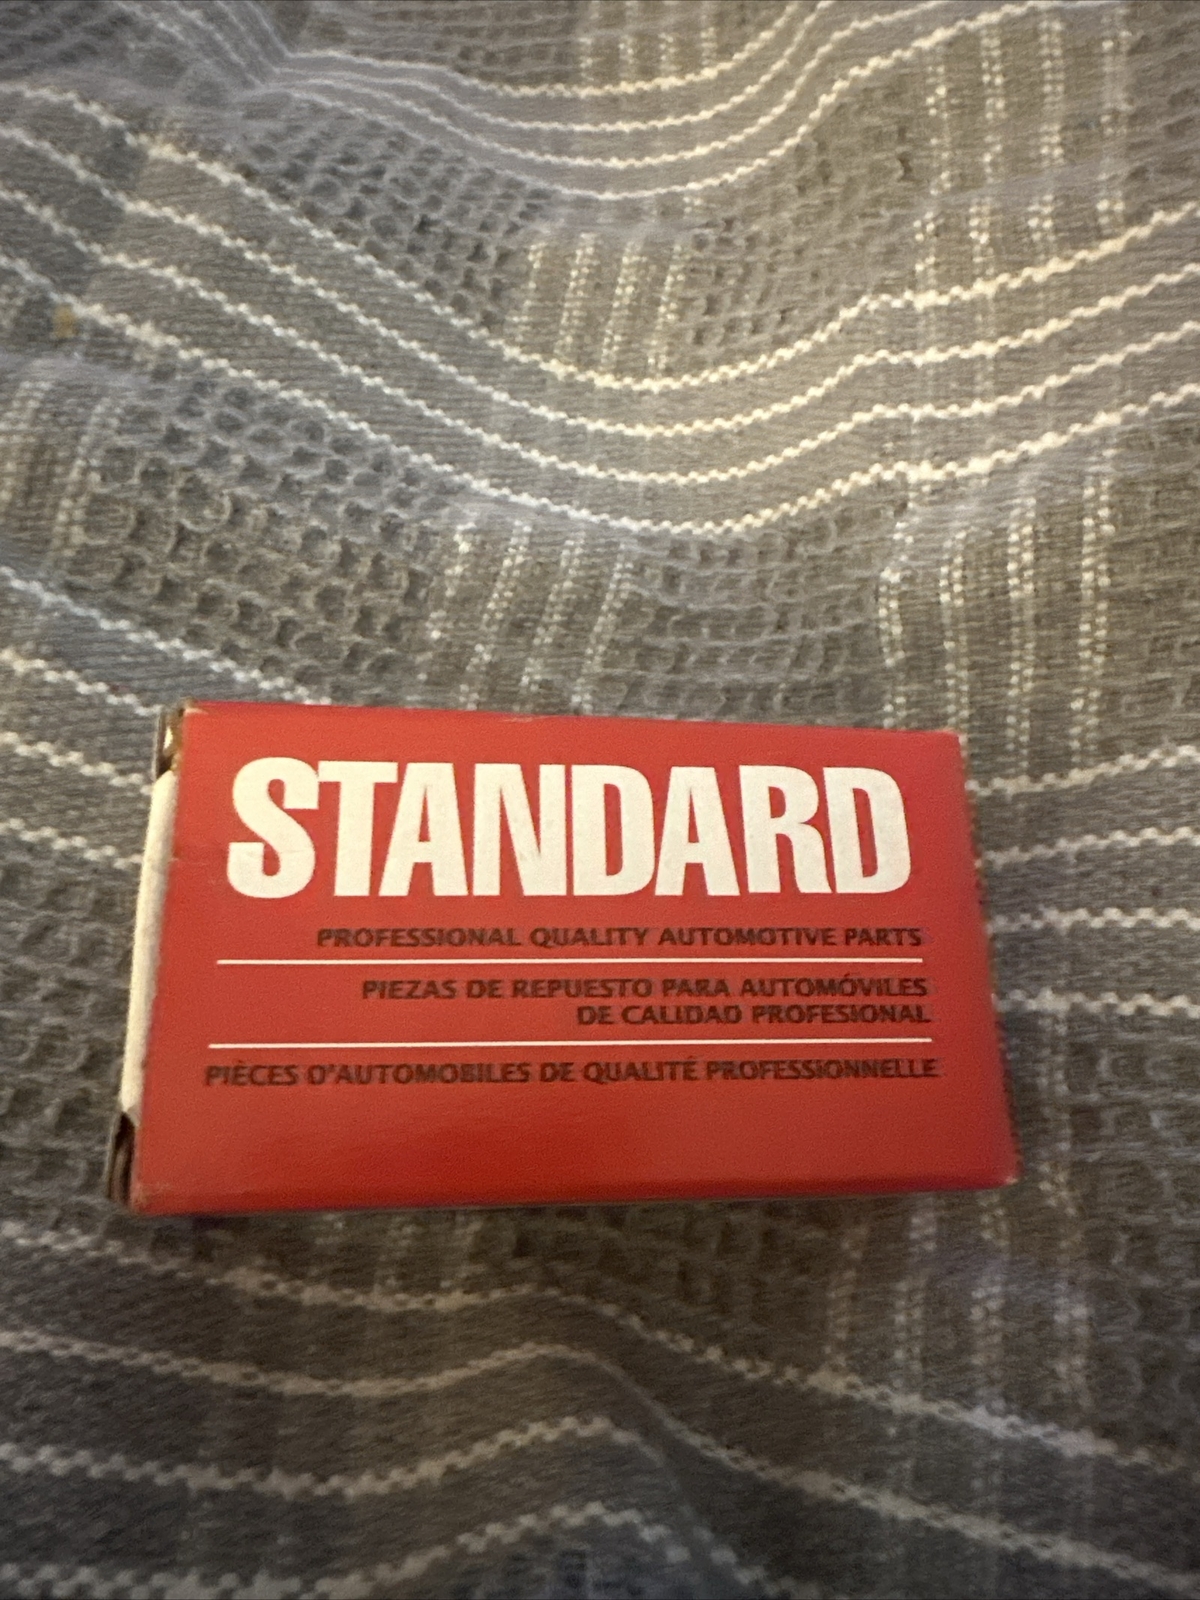 STANDARD
PROFESSIONAL QUALITY AUTOMOTIVE PARTS
PIEZAS DE REPUESTO PARA AUTOMÓVILES
DE CALIDAD PROFESIONAL
PIÈCES D'AUTOMOBILES DE QUALITÉ PROFESSIONNELLE